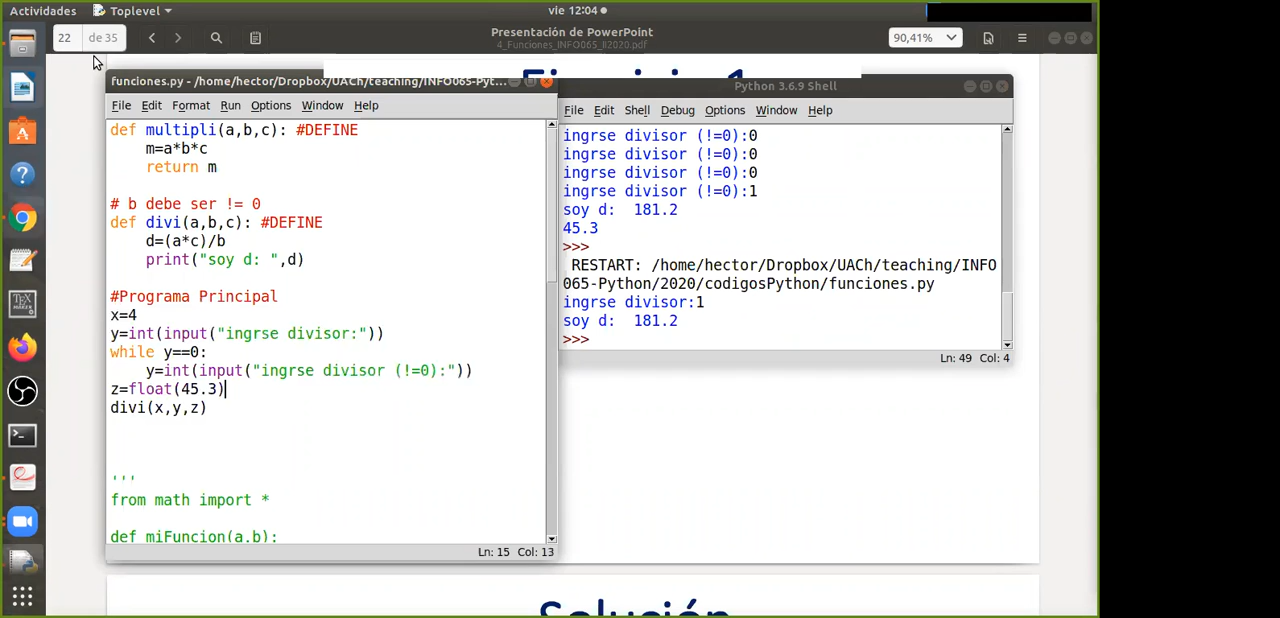 Actividades
Toplevel
vie 12:04
22
de 35
Presentación de PowerPoint
4_Funciones_INFO065_II2020.pdf
90,41%
funciones.py - /home/hector/Dropbox/UACh/teaching/INFO065-Pyt...
File Edit Format Run Options Window Help
def multipli(a,b,c): #DEFINE
m=a*b*c
return m
# b debe ser != 0
def divi(a,b,c): #DEFINE
d=(a*c)/b
print("soy d: ",d)
#Programa Principal
x=4
y=int(input("ingrse divisor:"))
while y==0:
y=int(input("ingrse divisor (!=0):"))
z=float(45.3)
divi(x,y,z)
'''
from math import *
def miFuncion(a,b):
Ln: 15 Col: 13
Python 3.6.9 Shell
File Edit Shell Debug Options Window Help
ingrse divisor (!=0):0
ingrse divisor (!=0):0
ingrse divisor (!=0):0
ingrse divisor (!=0):1
soy d:  181.2
45.3
>>>
RESTART: /home/hector/Dropbox/UACh/teaching/INFO
065-Python/2020/codigosPython/funciones.py
ingrse divisor:1
soy d:  181.2
>>>
Ln: 49 Col: 4
Solución